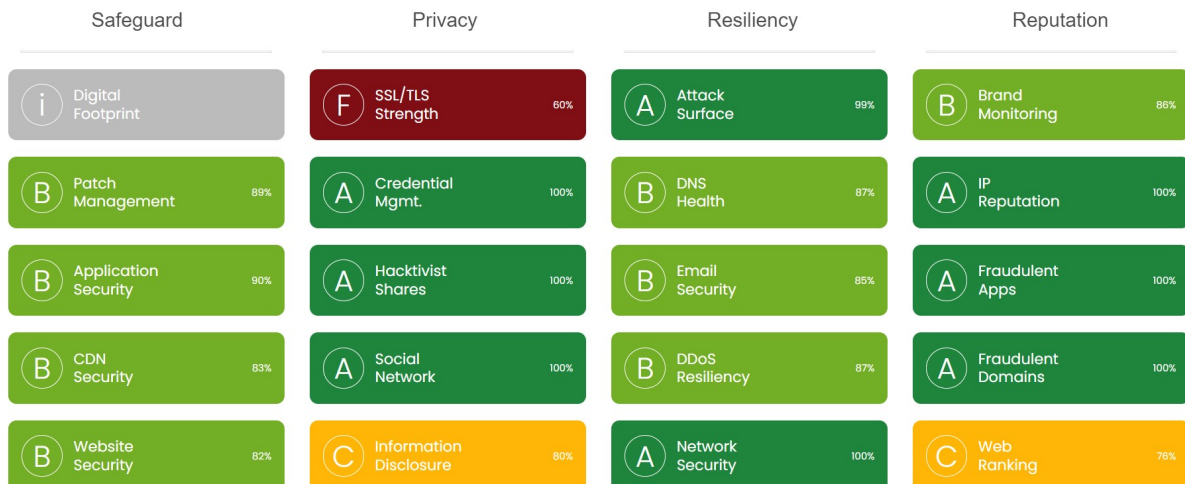 Safeguard
Privacy
Resiliency
Reputation
i
Digital
Footprint
F
SSL/TLS
Strength
60%
A
Attack
Surface
99%
B
Brand
Monitoring
86%
B
Patch
Management
89%
A
Credential
Mgmt.
100%
B
DNS
Health
87%
A
IP
Reputation
100%
B
Application
Security
90%
A
Hacktivist
Shares
100%
B
Email
Security
85%
A
Fraudulent
Apps
100%
B
CDN
Security
83%
A
Social
Network
100%
B
DDoS
Resiliency
87%
A
Fraudulent
Domains
100%
B
Website
Security
82%
C
Information
Disclosure
80%
A
Network
Security
100%
C
Web
Ranking
76%